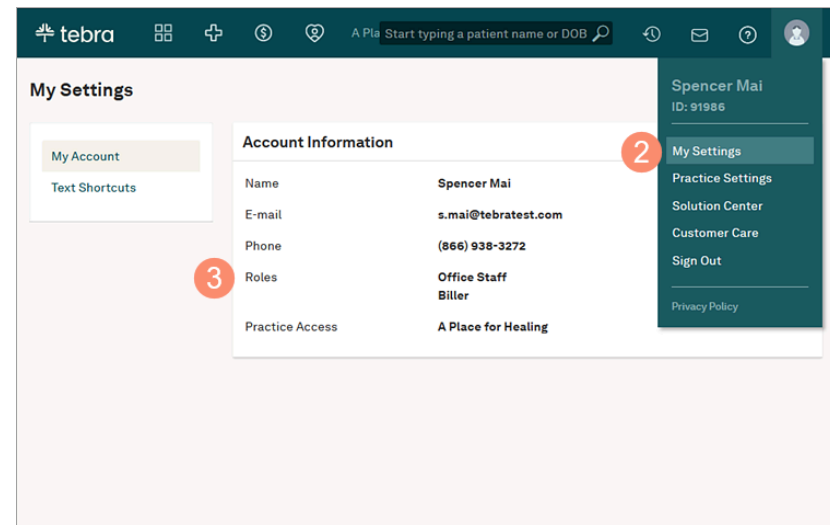 tebra
A Pla Start typing a patient name or DOB
My Settings
Spencer Mai
ID: 91986
My Account
Text Shortcuts
Account Information
Name Spencer Mai
E-mail s.mai@tebratest.com
Phone (866) 938-3272
3 Roles Office Staff
Biller
Practice Access A Place for Healing
2 My Settings
Practice Settings
Solution Center
Customer Care
Sign Out
Privacy Policy